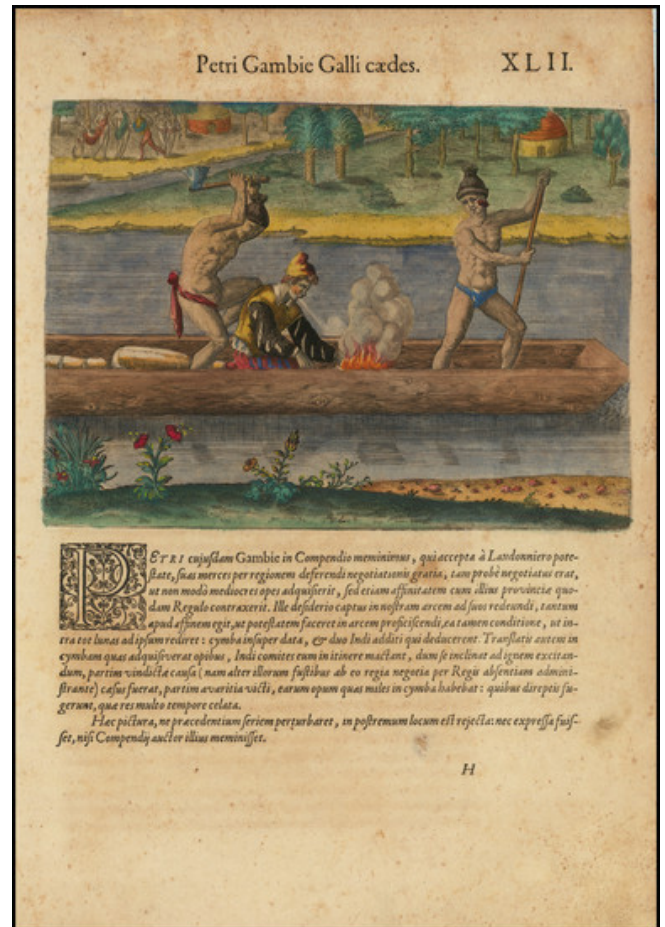 Petri Gambie Galli cædes. XLII.
PETRI cujusdam Gambie in Compendio meminimus, qui accepta à Laudonniero pote-
state, suas merces per regionem deferendi negotiationis gratia, tam probè negotiatus erat,
ut non modò mediocres opes adquisierit, sed etiam affinitatem cum illius provinciæ quo-
dam Regulo contraxerit. Ille desiderio captus in nostram arcem ad suos redeundi, tantum
apud affinem egit, ut potestatem faceret in arcem proficiscendi, ea tamen conditione, ut in-
tra tot lunas ad ipsum rediret: cymba insuper data, & duo Indi additi qui deducerent. Translatis autem in
cymbam quas adquisiverat opibus, Indi comites eum in itinere mactant, dum se inclinat ad ignem excitan-
dum, partim vindictæ causa (nam alter illorum fustibus ab eo regia negotia per Regis absentiam admini-
strante) cæsus fuerat, partim avaritia victi, earum opum quas miles in cymba habebat: quibus direptis fu-
gerunt, quæ res multo tempore celata.
Hæc pictura, ne præcedentium seriem perturbaret, in postremum locum est rejecta: nec expressa fuis-
set, nisi Compendij auctor illius meminisset.
H